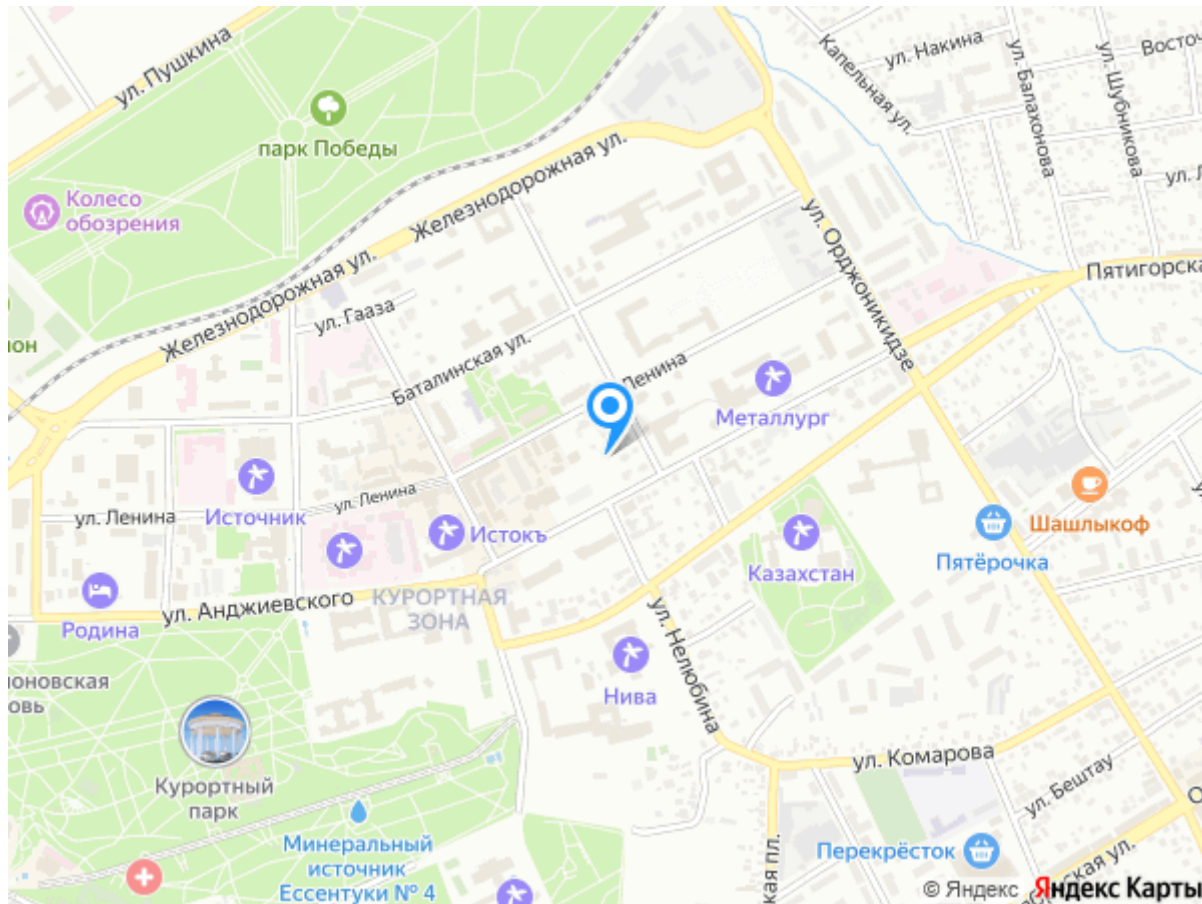 ул. Пушкина
парк Победы
Колесо
обозрения
Железнодорожная ул.
Железнодорожная ул.
ул. Гааза
Баталинская ул.
Капельная ул.
ул. Накина
ул. Балахонова
ул. Шубникова
ул. Орджоникидзе
Ленина
Металлург
ул. Ленина
ул. Ленина
Источник
Истокъ
Родина
ул. Анджиевского
КУРОРТНАЯ
ЗОНА
Казахстан
Шашлыкоф
Пятёрочка
Нива
ул. Нелюбина
ул. Комарова
ул. Бештау
Курортный
парк
Минеральный
источник
Ессентуки № 4
Перекрёсток
© Яндекс Яндекс Карты